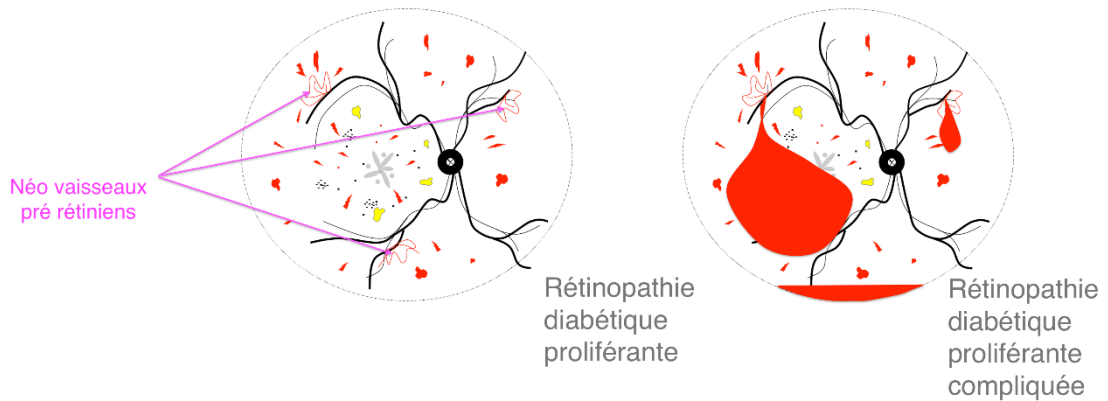 Néo vaisseaux
pré rétiniens
Rétinopathie
diabétique
proliférante
Rétinopathie
diabétique
proliférante
compliquée